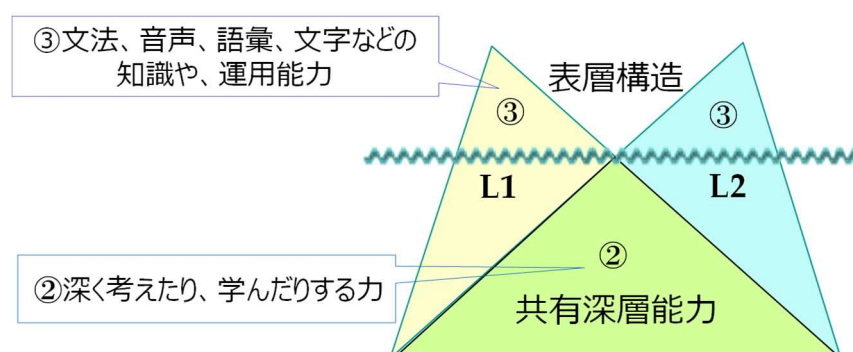 ③文法、音声、語彙、文字などの
知識や、運用能力
表層構造
③
③
L1
L2
②
②深く考えたり、学んだりする力
共有深層能力